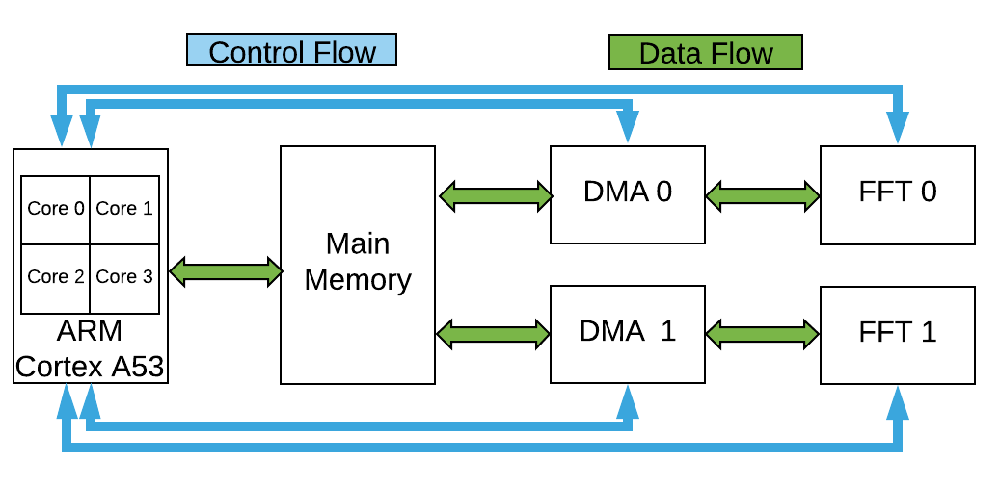 Control Flow
Data Flow
Core 0
Core 1
Core 2
Core 3
ARM
Cortex A53
Main
Memory
DMA 0
FFT 0
DMA  1
FFT 1